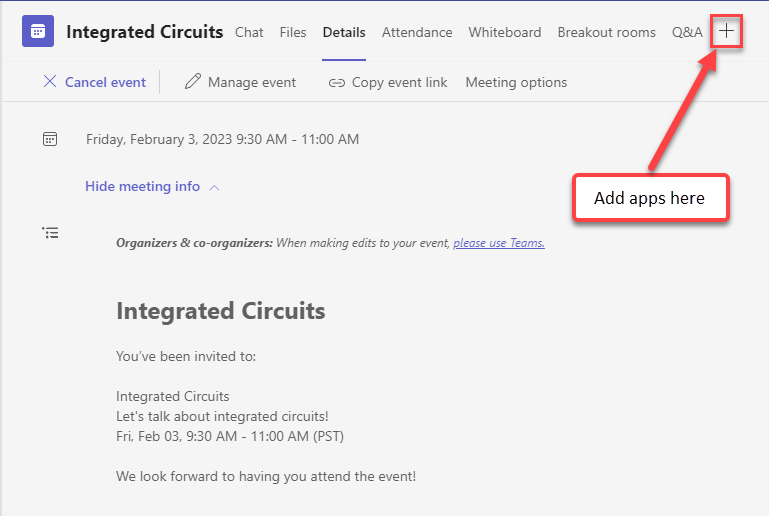 Integrated Circuits Chat Files Details Attendance Whiteboard Breakout rooms Q&A
Cancel event Manage event Copy event link Meeting options
Friday, February 3, 2023 9:30 AM - 11:00 AM
Hide meeting info
Add apps here
Organizers & co-organizers: When making edits to your event, please use Teams.
Integrated Circuits
You've been invited to:
Integrated Circuits
Let's talk about integrated circuits!
Fri, Feb 03, 9:30 AM - 11:00 AM (PST)
We look forward to having you attend the event!